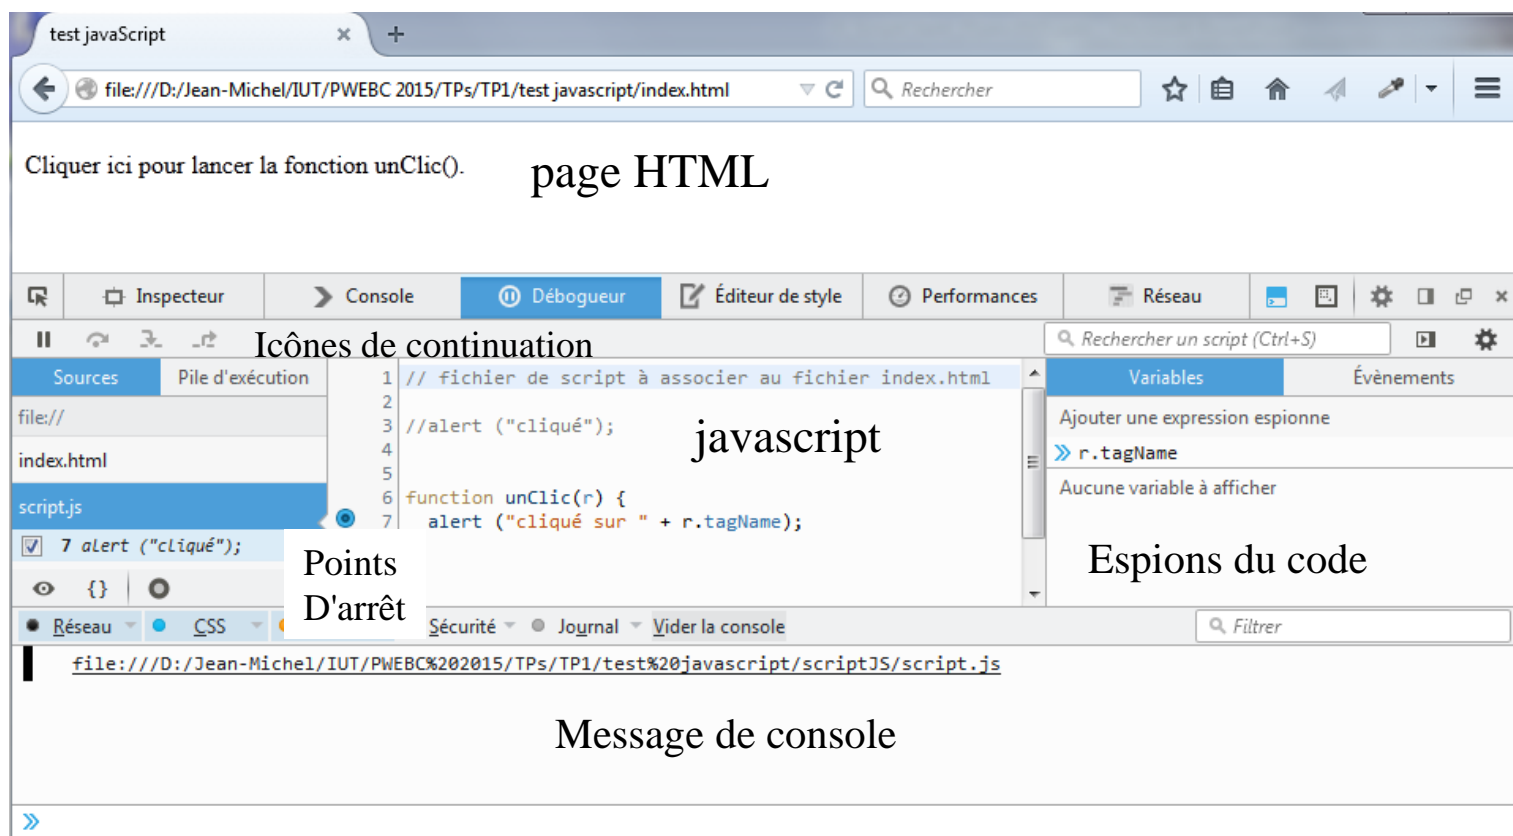 test javaScript
file:///D:/Jean-Michel/IUT/PWEBC 2015/TPs/TP1/test javascript/index.html
Rechercher
Cliquer ici pour lancer la fonction unClic().
page HTML
Inspecteur
Console
Débogueur
Éditeur de style
Performances
Réseau
Icônes de continuation
Rechercher un script (Ctrl+S)
Sources
Pile d'exécution
file://
index.html
script.js
7 alert ("cliqué");
{}
1 // fichier de script à associer au fichier index.html
2
3 //alert ("cliqué");
4
5
6 function unClic(r) {
7 alert ("cliqué sur " + r.tagName);
javascript
Points
D'arrêt
Variables
Évènements
Ajouter une expression espionne
r.tagName
Aucune variable à afficher
Espions du code
Réseau
CSS
Sécurité
Journal
Vider la console
Filtrer
file:///D:/Jean-Michel/IUT/PWEBC%202015/TPs/TP1/test%20javascript/scriptJS/script.js
Message de console